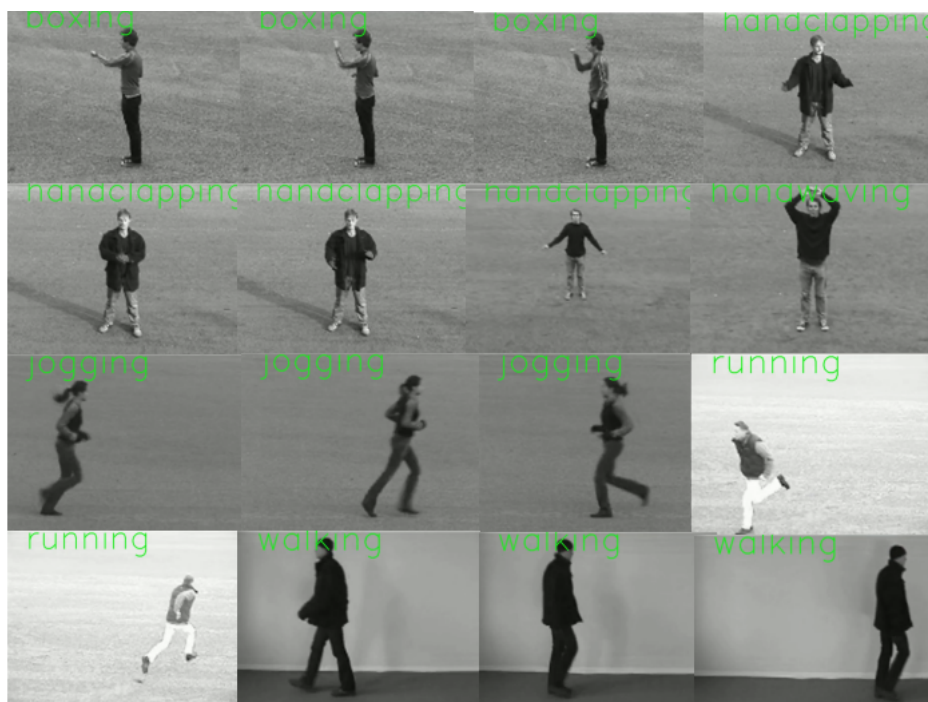 boxing
boxing
boxing
handclapping
handclapping
handclapping
handclapping
handwaving
jogging
jogging
jogging
running
running
walking
walking
walking